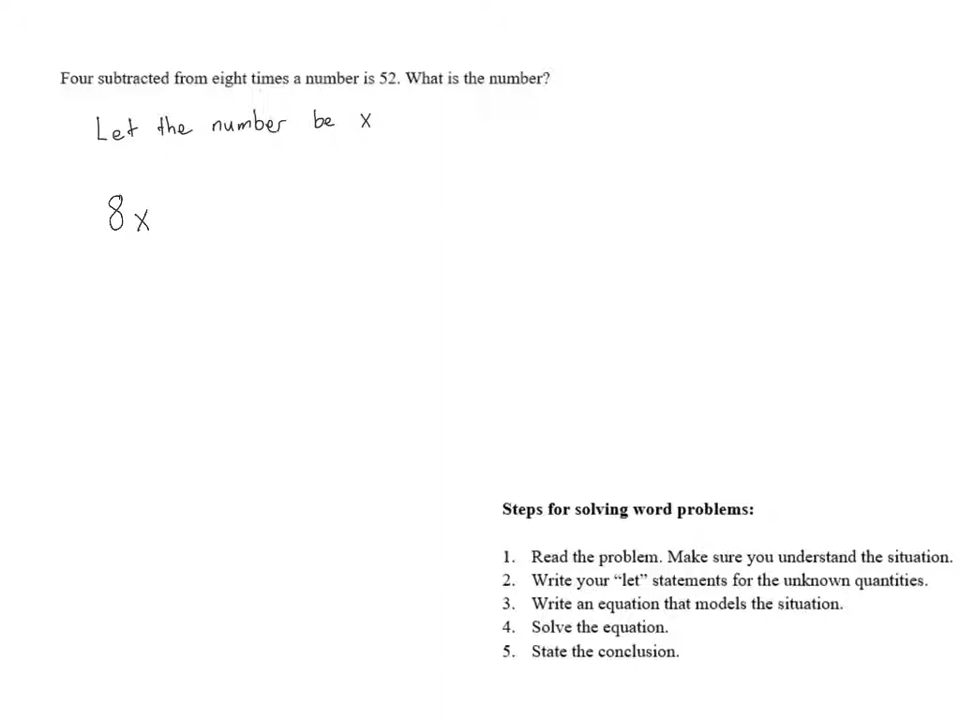 Four subtracted from eight times a number is 52. What is the number?
Let the number be x
8x
Steps for solving word problems:
1. Read the problem. Make sure you understand the situation.
2. Write your “let” statements for the unknown quantities.
3. Write an equation that models the situation.
4. Solve the equation.
5. State the conclusion.